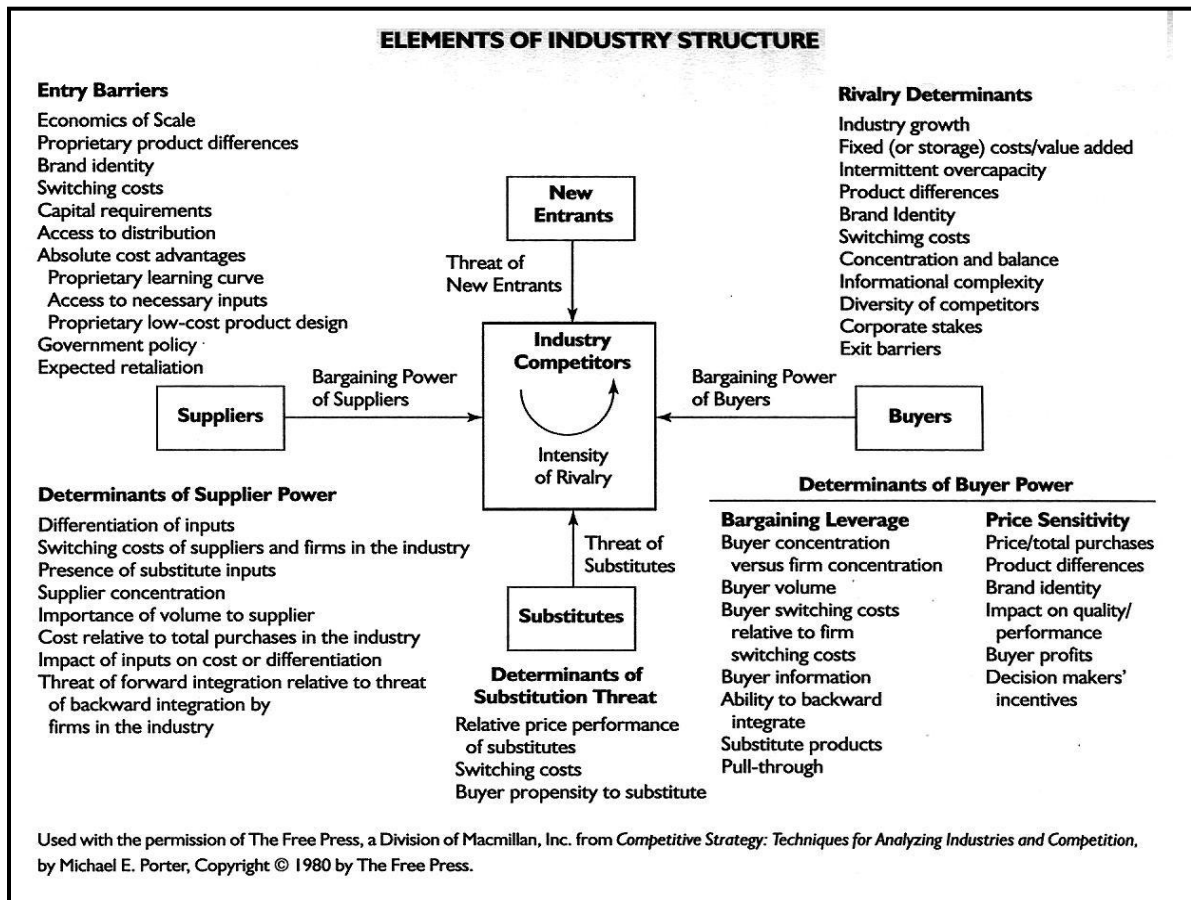 ELEMENTS OF INDUSTRY STRUCTURE
Entry Barriers
Economics of Scale
Proprietary product differences
Brand identity
Switching costs
Capital requirements
Access to distribution
Absolute cost advantages
Proprietary learning curve
Access to necessary inputs
Proprietary low-cost product design
Government policy
Expected retaliation
Rivalry Determinants
Industry growth
Fixed (or storage) costs/value added
Intermittent overcapacity
Product differences
Brand Identity
Switchimg costs
Concentration and balance
Informational complexity
Diversity of competitors
Corporate stakes
Exit barriers
New
Entrants
Threat of
New Entrants
Industry
Competitors
Intensity
of Rivalry
Suppliers
Bargaining Power
of Suppliers
Bargaining Power
of Buyers
Buyers
Determinants of Supplier Power
Differentiation of inputs
Switching costs of suppliers and firms in the industry
Presence of substitute inputs
Supplier concentration
Importance of volume to supplier
Cost relative to total purchases in the industry
Impact of inputs on cost or differentiation
Threat of forward integration relative to threat
of backward integration by
firms in the industry
Threat of
Substitutes
Substitutes
Determinants of
Substitution Threat
Relative price performance
of substitutes
Switching costs
Buyer propensity to substitute
Determinants of Buyer Power
Bargaining Leverage
Buyer concentration
versus firm concentration
Buyer volume
Buyer switching costs
relative to firm
switching costs
Buyer information
Ability to backward
integrate
Substitute products
Pull-through
Price Sensitivity
Price/total purchases
Product differences
Brand identity
Impact on quality/
performance
Buyer profits
Decision makers'
incentives
Used with the permission of The Free Press, a Division of Macmillan, Inc. from Competitive Strategy: Techniques for Analyzing Industries and Competition,
by Michael E. Porter, Copyright © 1980 by The Free Press.